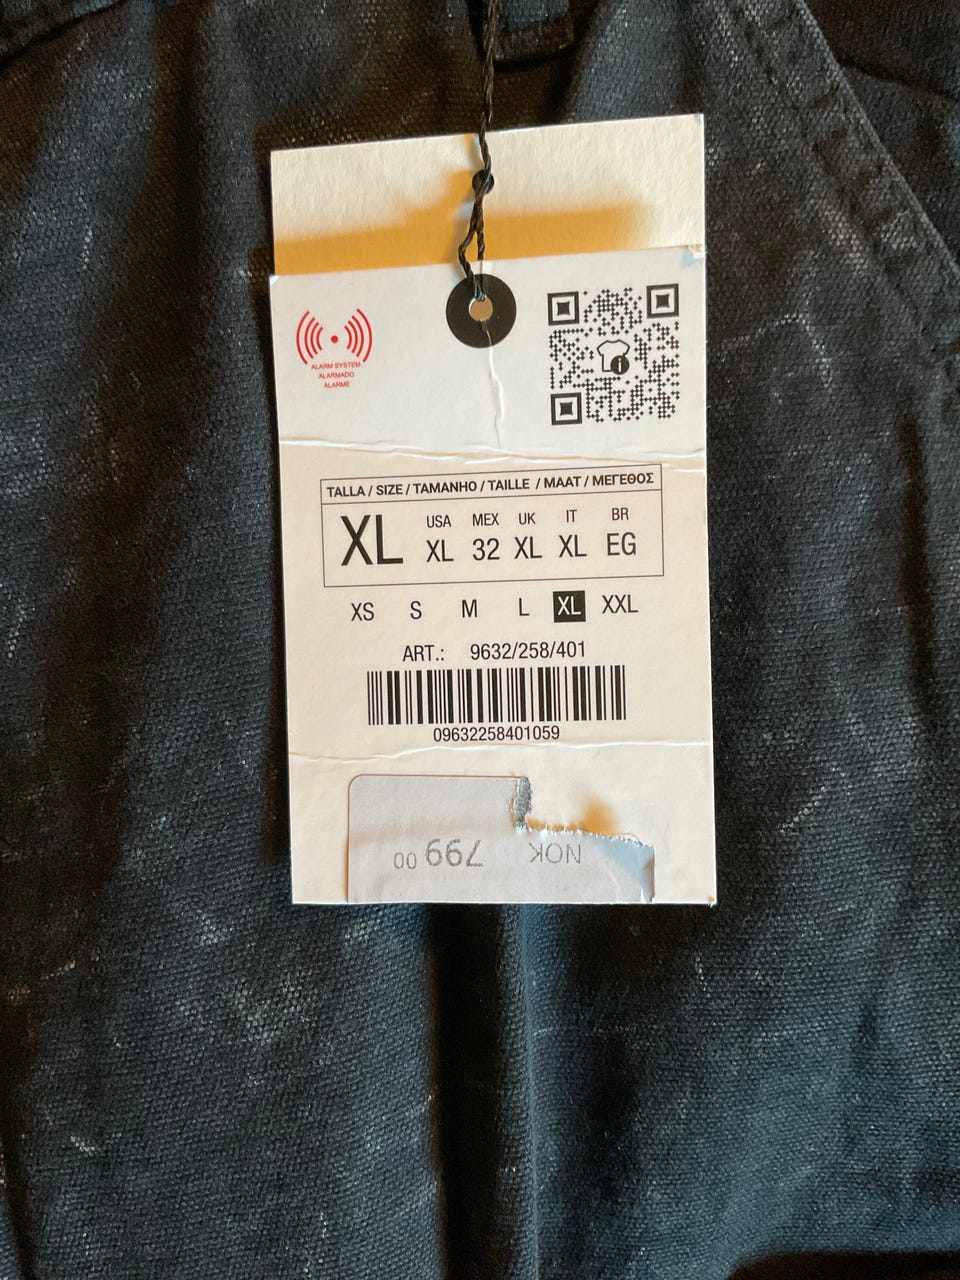 ALARM SYSTEM
ALARMADO
ALARME
TALLA / SIZE / TAMANHO / TAILLE / MAAT / ΜΕΓΕΘΟΣ
XL
USA MEX UK IT BR
XL 32 XL XL EG
XS S M L XL XXL
ART.: 9632/258/401
09632258401059
NOK 799 00